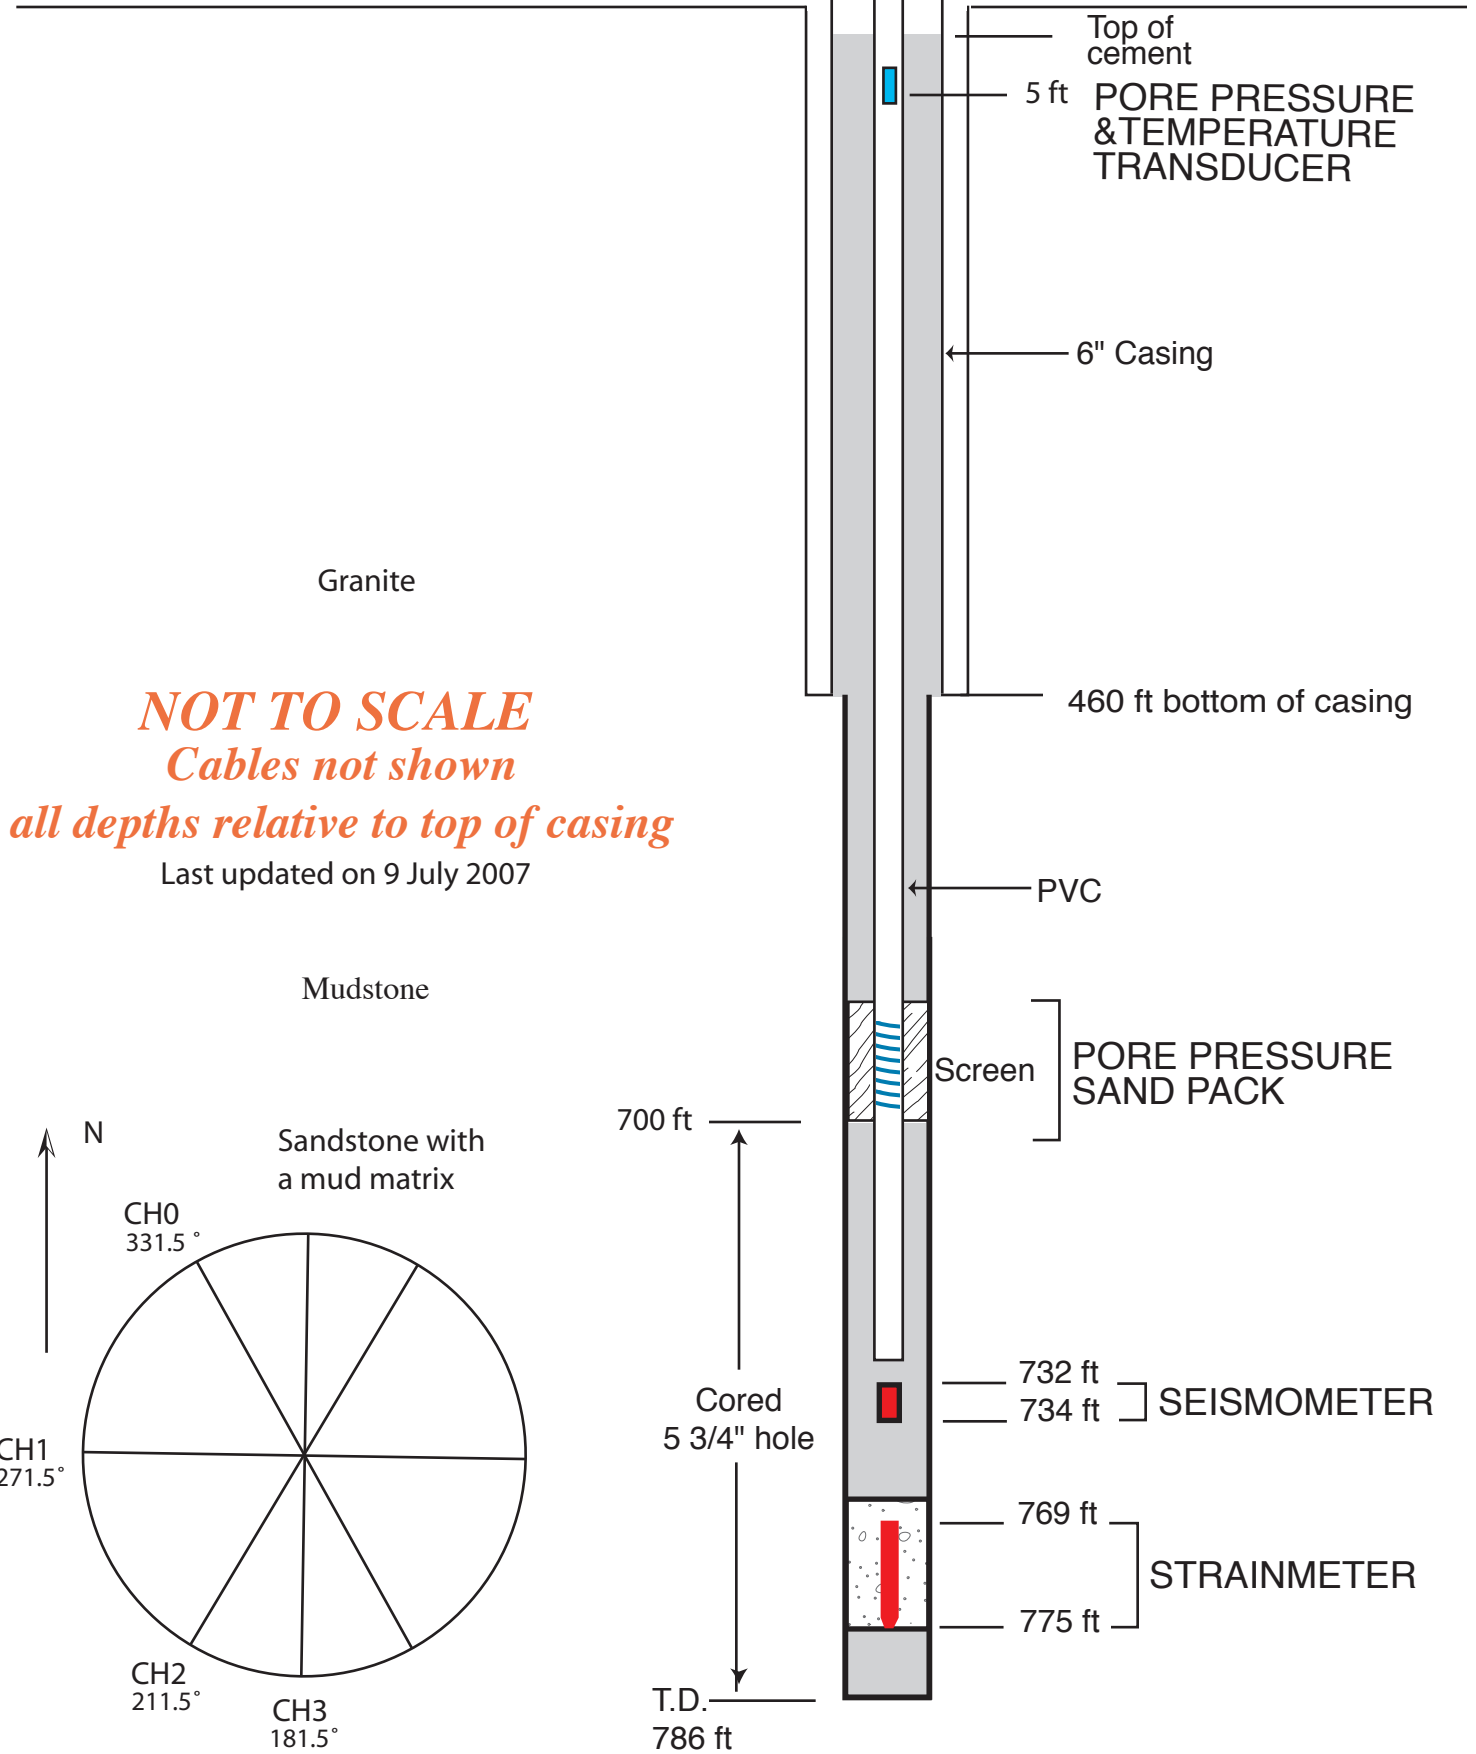 Top of
cement
5 ft PORE PRESSURE
&TEMPERATURE
TRANSDUCER
6" Casing
Granite
460 ft bottom of casing
NOT TO SCALE
Cables not shown
all depths relative to top of casing
Last updated on 9 July 2007
PVC
Mudstone
Screen
PORE PRESSURE
SAND PACK
700 ft
N
Sandstone with
a mud matrix
CH0
331.5 °
732 ft
734 ft
SEISMOMETER
Cored
5 3/4" hole
CH1
271.5°
769 ft
STRAINMETER
775 ft
CH2
211.5°
CH3
181.5°
T.D.
786 ft